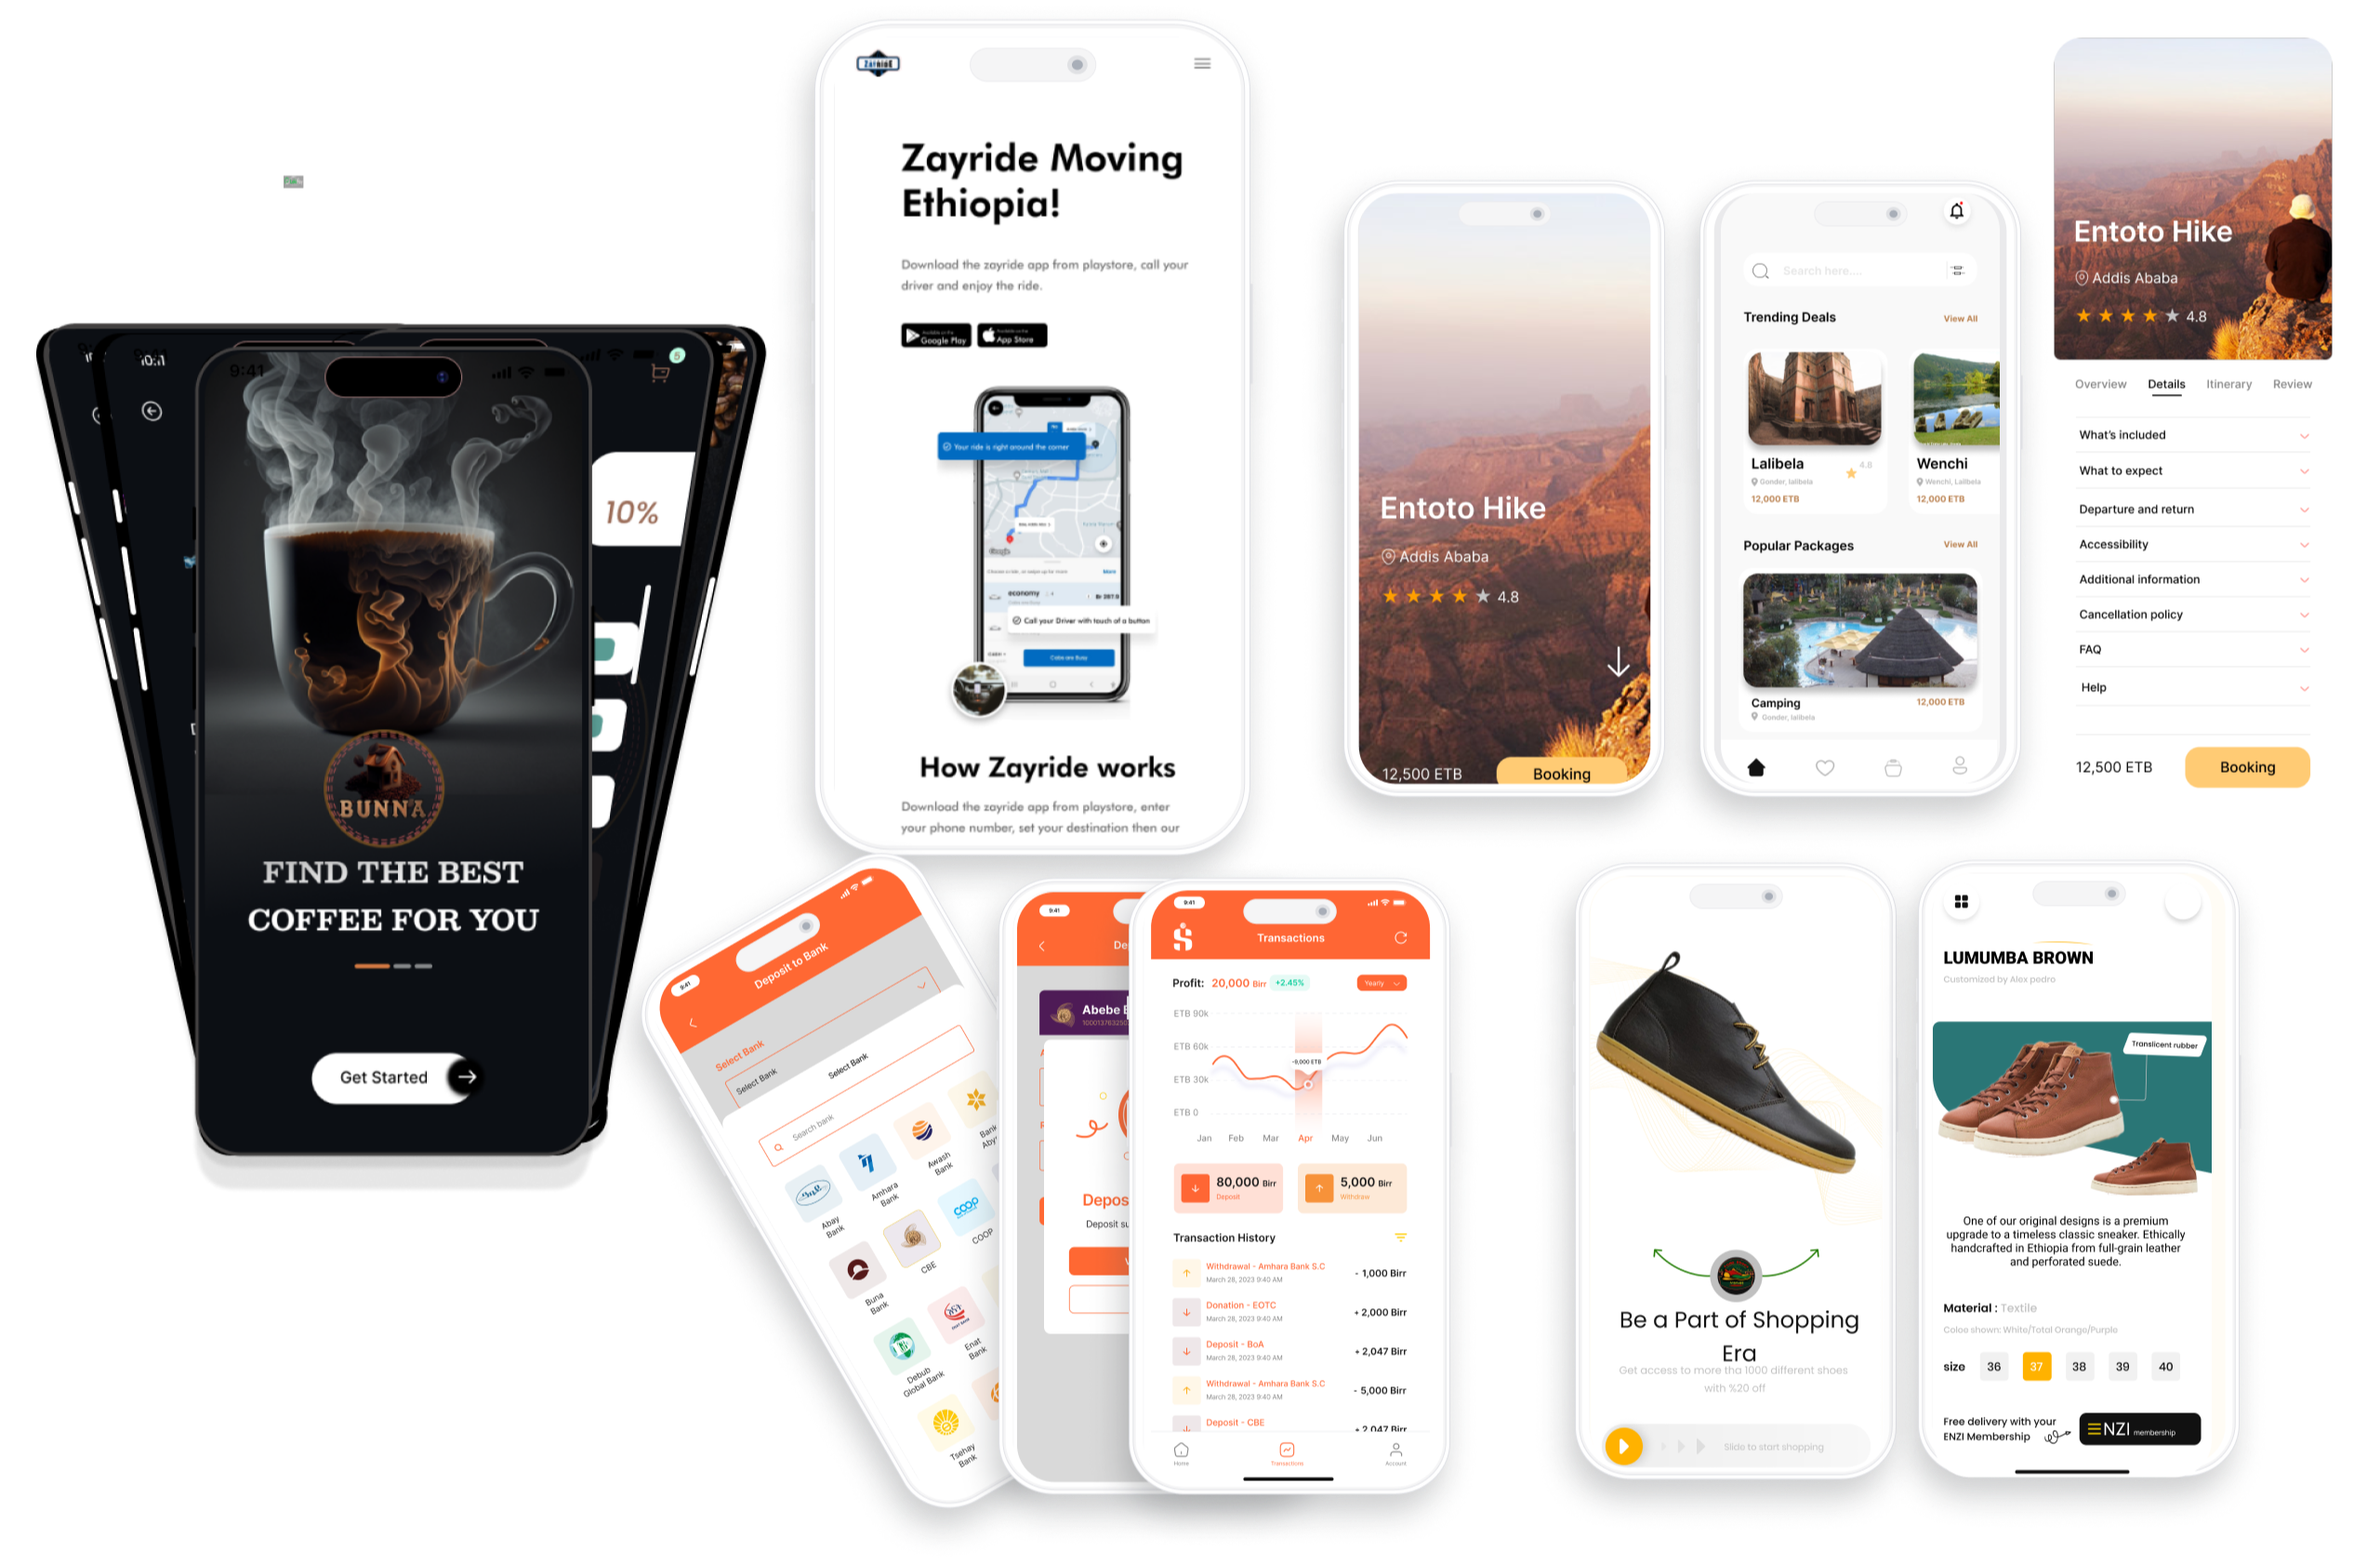 10:11
9:41
5
10%
BUNNA
FIND THE BEST
COFFEE FOR YOU
Get Started
ZAYRIDE
Zayride Moving
Ethiopia!
Download the zayride app from playstore, call your
driver and enjoy the ride.
Google Play
App Store
Your ride is right around the corner
economy
Call your Driver with touch of a button
Cabs are Busy
How Zayride works
Download the zayride app from playstore, enter
your phone number, set your destination then our
Entoto Hike
Addis Ababa
4.8
12,500 ETB
Booking
Search here....
Trending Deals
View All
Lalibela
4.8
Gonder, lalibela
12,000 ETB
Wenchi
Wenchi, Lalibela
12,000 ETB
Popular Packages
View All
Camping
12,000 ETB
Gonder, lalibela
Entoto Hike
Addis Ababa
4.8
Overview Details Itinerary Review
What's included
What to expect
Departure and return
Accessibility
Additional information
Cancellation policy
FAQ
Help
12,500 ETB
Booking
9:41
Deposit to Bank
Select Bank
Select Bank
Select Bank
Search bank
Abay
Bank
Amhara
Bank
Awash
Bank
Bank
Aby
Buna
Bank
CBE
COOP
COOP
Debub
Global Bank
Enat
Bank
Tsehay
Bank
9:41
De
Abebe
Depos
Deposit su
9:41
Transactions
Profit: 20,000 Birr +2.45%
Yearly
ETB 90k
ETB 60k
ETB 30k
ETB 0
-9,000 ETB
Jan Feb Mar Apr May Jun
80,000 Birr
Deposit
5,000 Birr
Withdraw
Transaction History
Withdrawal - Amhara Bank S.C
March 28, 2023 9:40 AM
- 1,000 Birr
Donation - EOTC
March 28, 2023 9:40 AM
+ 2,000 Birr
Deposit - BoA
March 28, 2023 9:40 AM
+ 2,047 Birr
Withdrawal - Amhara Bank S.C
March 28, 2023 9:40 AM
- 5,000 Birr
Deposit - CBE
+ 2,047 Birr
Home
Transactions
Account
Be a Part of Shopping
Era
Get access to more tha 1000 different shoes
with %20 off
Slide to start shopping
LUMUMBA BROWN
Customized by Alex pedro
Translicent rubber
One of our original designs is a premium
upgrade to a timeless classic sneaker. Ethically
handcrafted in Ethiopia from full-grain leather
and perforated suede.
Material : Textile
Coloe shown: White/Total Orange/Purple
size 36 37 38 39 40
Free delivery with your
ENZI Membership
ENZI membership